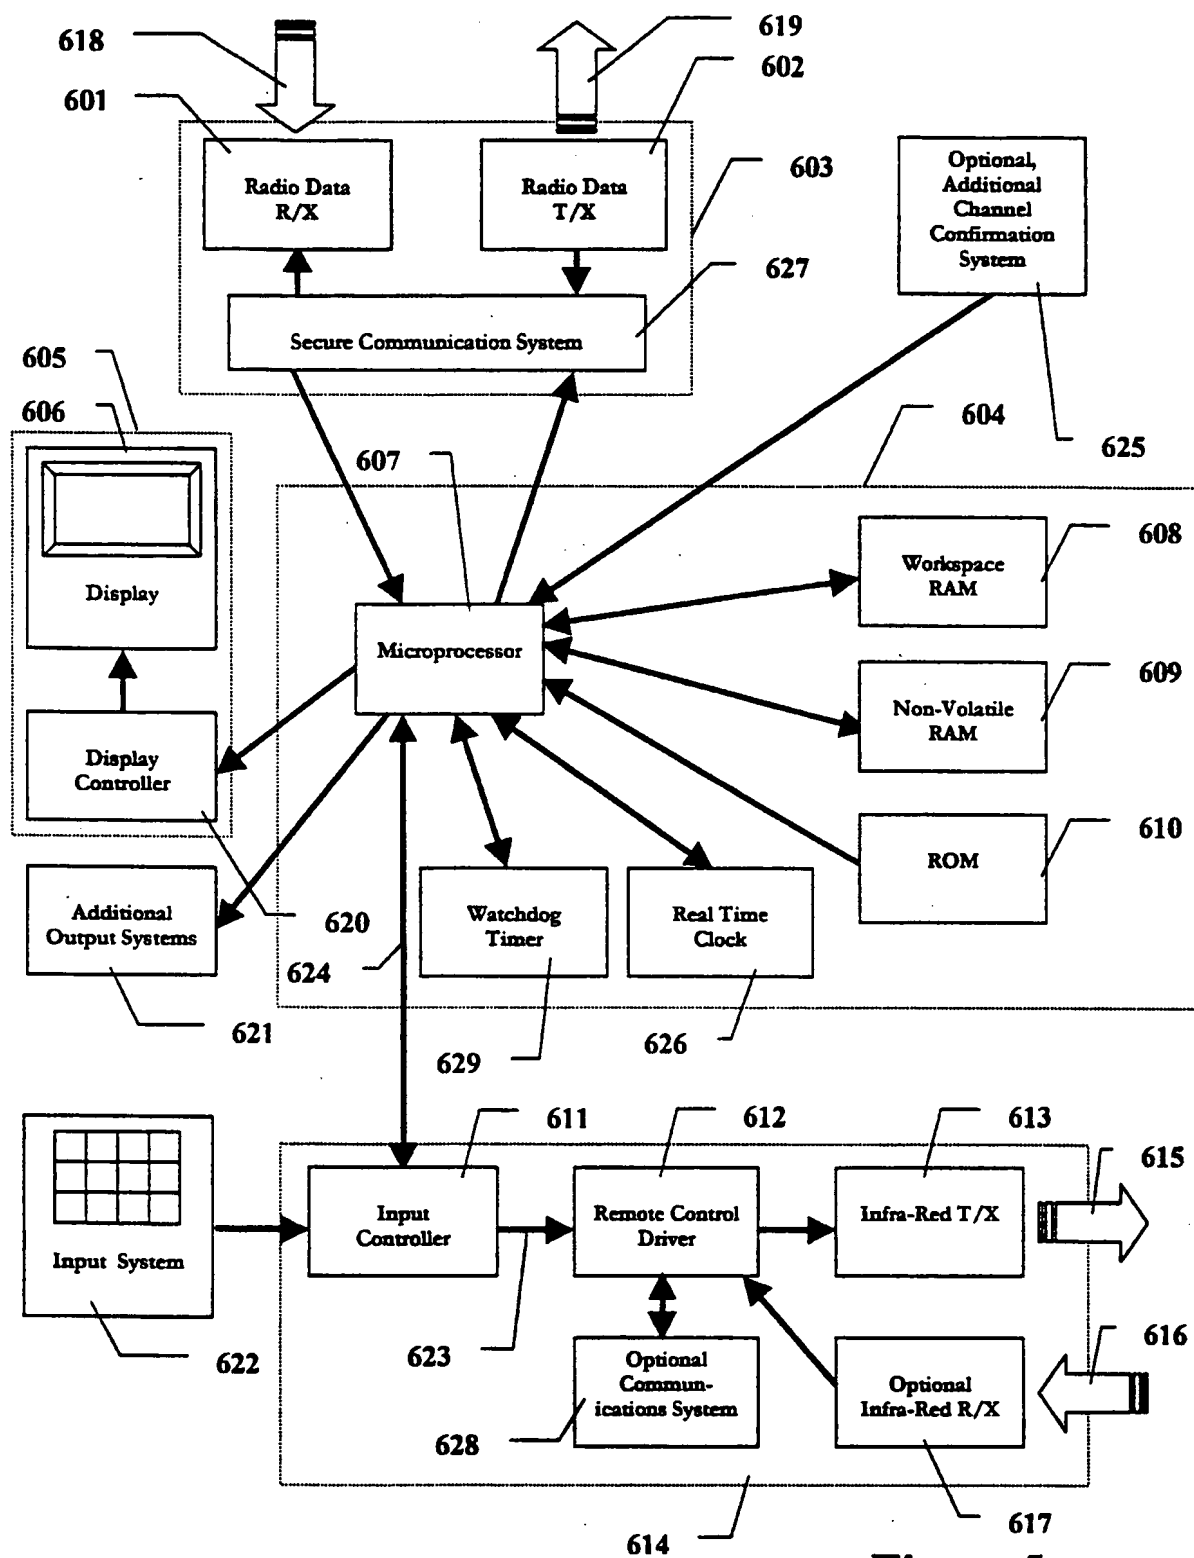 618
619
601
602
Radio Data
R/X
Radio Data
T/X
603
Optional,
Additional
Channel
Confirmation
System
627
Secure Communication System
605
606
604
625
607
608
Workspace
RAM
Display
Microprocessor
609
Non-Volatile
RAM
Display
Controller
610
ROM
Additional
Output Systems
620
Watchdog
Timer
Real Time
Clock
624
621
629
626
611
612
613
615
Input
Controller
Remote Control
Driver
Infra-Red T/X
Input System
622
623
616
Optional
Commun-
ications System
Optional
Infra-Red R/X
628
614
617